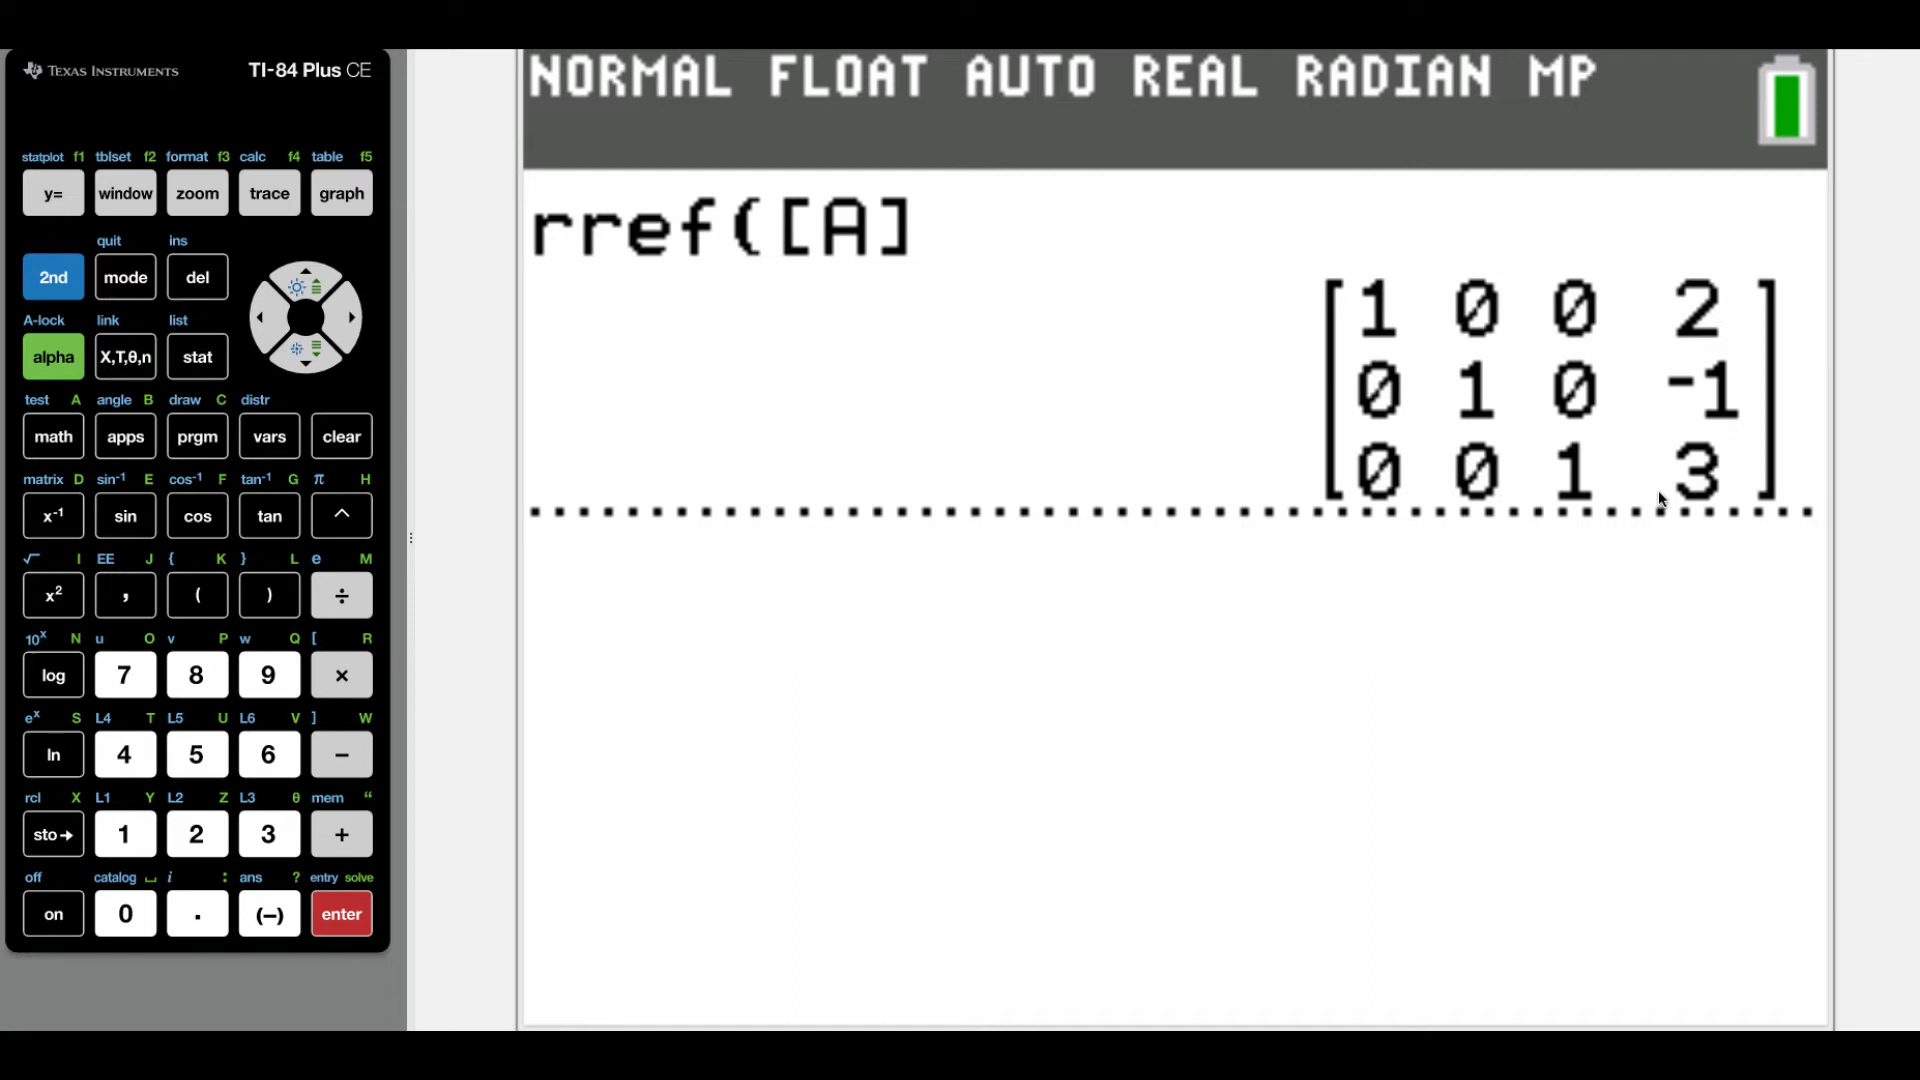 TEXAS INSTRUMENTS TI-84 Plus CE
statplot f1 tblset f2 format f3 calc f4 table f5
y= window zoom trace graph
quit ins
2nd mode del
A-lock link list
alpha X,T,θ,n stat
test A angle B draw C distr
math apps prgm vars clear
matrix D sin⁻¹ E cos⁻¹ F tan⁻¹ G π H
x⁻¹ sin cos tan ^
√ I EE J { K } L e M
x² , ( ) ÷
10ˣ N u O v P w Q [ R
log 7 8 9 ×
eˣ S L4 T L5 U L6 V ] W
ln 4 5 6 −
rcl X L1 Y L2 Z L3 θ mem “
sto→ 1 2 3 +
off catalog ⎵ i : ans ? entry solve
on 0 . (−) enter
NORMAL FLOAT AUTO REAL RADIAN MP
rref([A]
[1 0 0 2
0 1 0 -1
0 0 1 3]